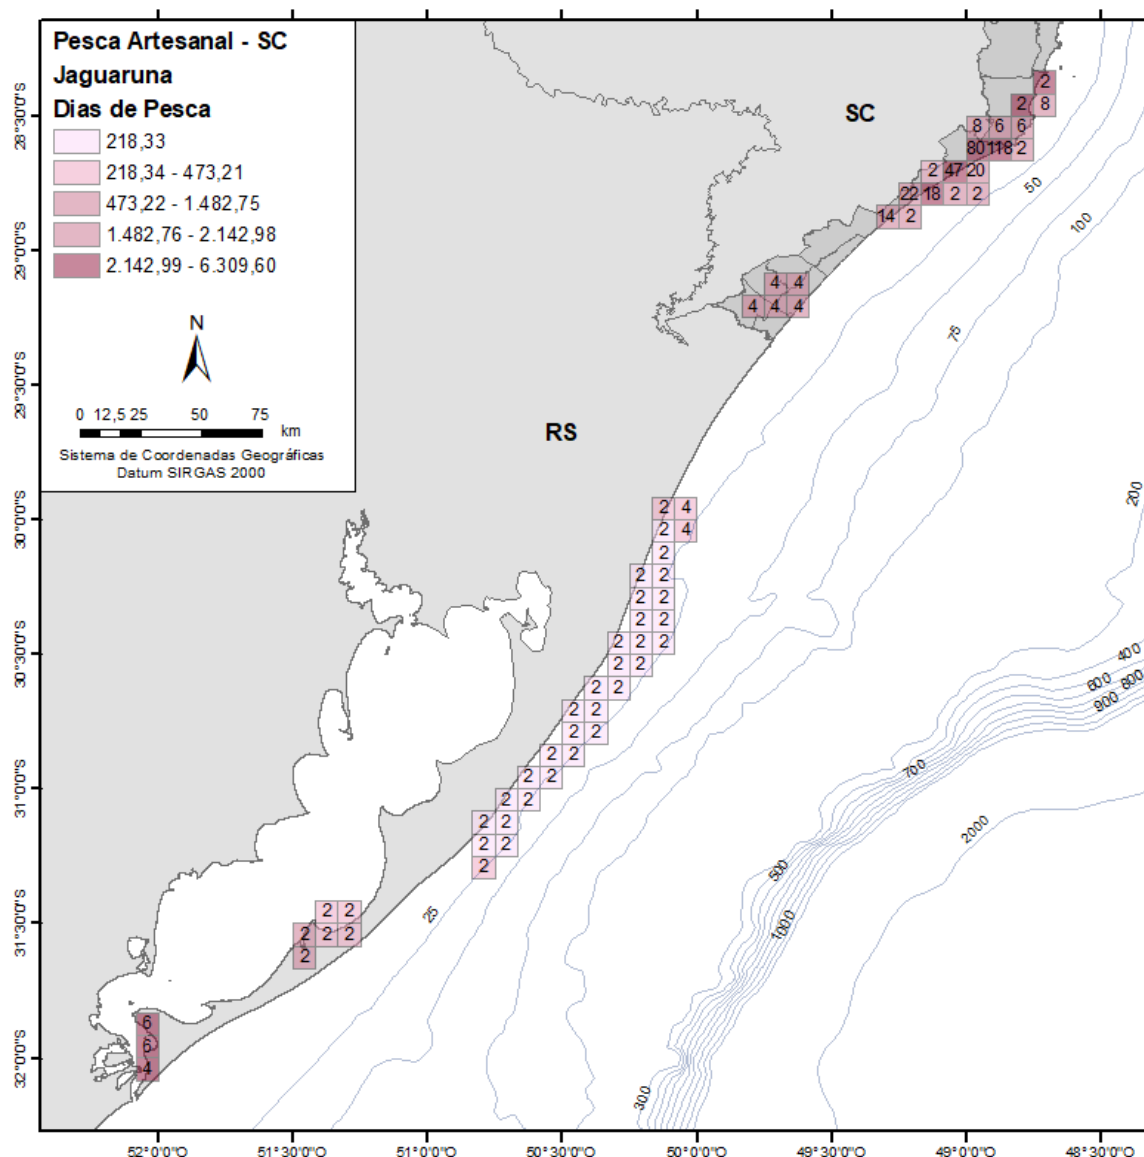 Pesca Artesanal - SC
Jaguaruna
Dias de Pesca
218,33
218,34 - 473,21
473,22 - 1.482,75
1.482,76 - 2.142,98
2.142,99 - 6.309,60
N
0 12,5 25 50 75
km
Sistema de Coordenadas Geográficas
Datum SIRGAS 2000
SC
RS
2
2 8
8 6 6
80 118 2
2 47 20
22 18 2 2
14 2
4 4
4 4 4
2 4
2 4
2
2 2
2 2
2 2
2 2 2
2 2
2 2
2 2
2 2
2 2
2 2
2 2
2 2
2 2
2
2 2
2 2 2
2
6
6
4
50
100
75
200
25
400
600
800
900
700
2000
500
1000
300
28°30'0"S
29°0'0"S
29°30'0"S
30°0'0"S
30°30'0"S
31°0'0"S
31°30'0"S
32°0'0"S
52°0'0"O 51°30'0"O 51°0'0"O 50°30'0"O 50°0'0"O 49°30'0"O 49°0'0"O 48°30'0"O